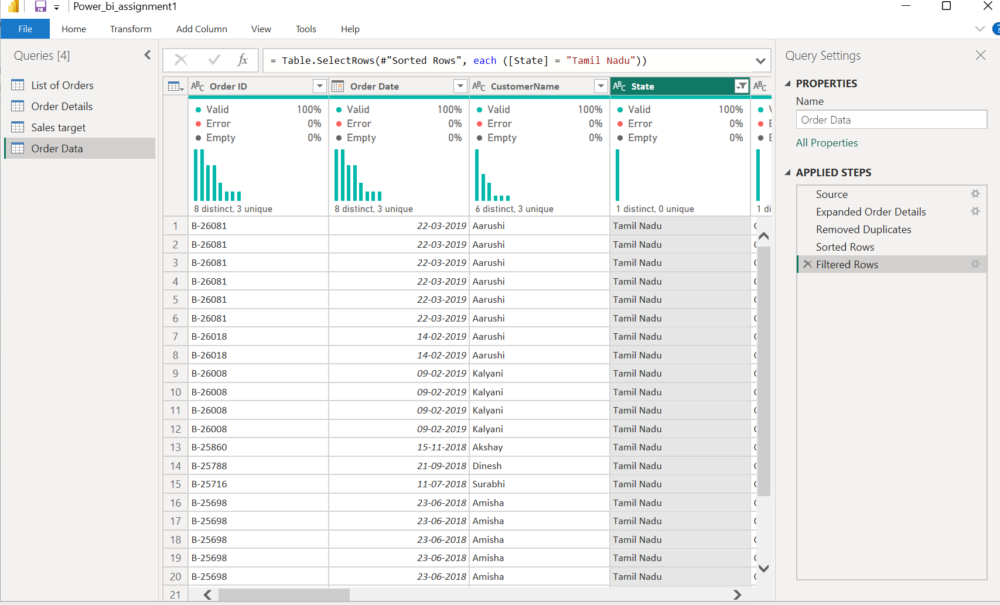 Power_bi_assignment1
File Home Transform Add Column View Tools Help
Queries [4]
List of Orders
Order Details
Sales target
Order Data
fx = Table.SelectRows(#"Sorted Rows", each ([State] = "Tamil Nadu"))
ABC Order ID Order Date ABC CustomerName ABC State ABC
Valid 100% Valid 100% Valid 100% Valid 100%
Error 0% Error 0% Error 0% Error 0%
Empty 0% Empty 0% Empty 0% Empty 0%
8 distinct, 3 unique 8 distinct, 3 unique 6 distinct, 3 unique 1 distinct, 0 unique 1 di
1 B-26081 22-03-2019 Aarushi Tamil Nadu
2 B-26081 22-03-2019 Aarushi Tamil Nadu
3 B-26081 22-03-2019 Aarushi Tamil Nadu
4 B-26081 22-03-2019 Aarushi Tamil Nadu
5 B-26081 22-03-2019 Aarushi Tamil Nadu
6 B-26081 22-03-2019 Aarushi Tamil Nadu
7 B-26018 14-02-2019 Aarushi Tamil Nadu
8 B-26018 14-02-2019 Aarushi Tamil Nadu
9 B-26008 09-02-2019 Kalyani Tamil Nadu
10 B-26008 09-02-2019 Kalyani Tamil Nadu
11 B-26008 09-02-2019 Kalyani Tamil Nadu
12 B-26008 09-02-2019 Kalyani Tamil Nadu
13 B-25860 15-11-2018 Akshay Tamil Nadu
14 B-25788 21-09-2018 Dinesh Tamil Nadu
15 B-25716 11-07-2018 Surabhi Tamil Nadu
16 B-25698 23-06-2018 Amisha Tamil Nadu
17 B-25698 23-06-2018 Amisha Tamil Nadu
18 B-25698 23-06-2018 Amisha Tamil Nadu
19 B-25698 23-06-2018 Amisha Tamil Nadu
20 B-25698 23-06-2018 Amisha Tamil Nadu
21
Query Settings
PROPERTIES
Name
Order Data
All Properties
APPLIED STEPS
Source
Expanded Order Details
Removed Duplicates
Sorted Rows
Filtered Rows